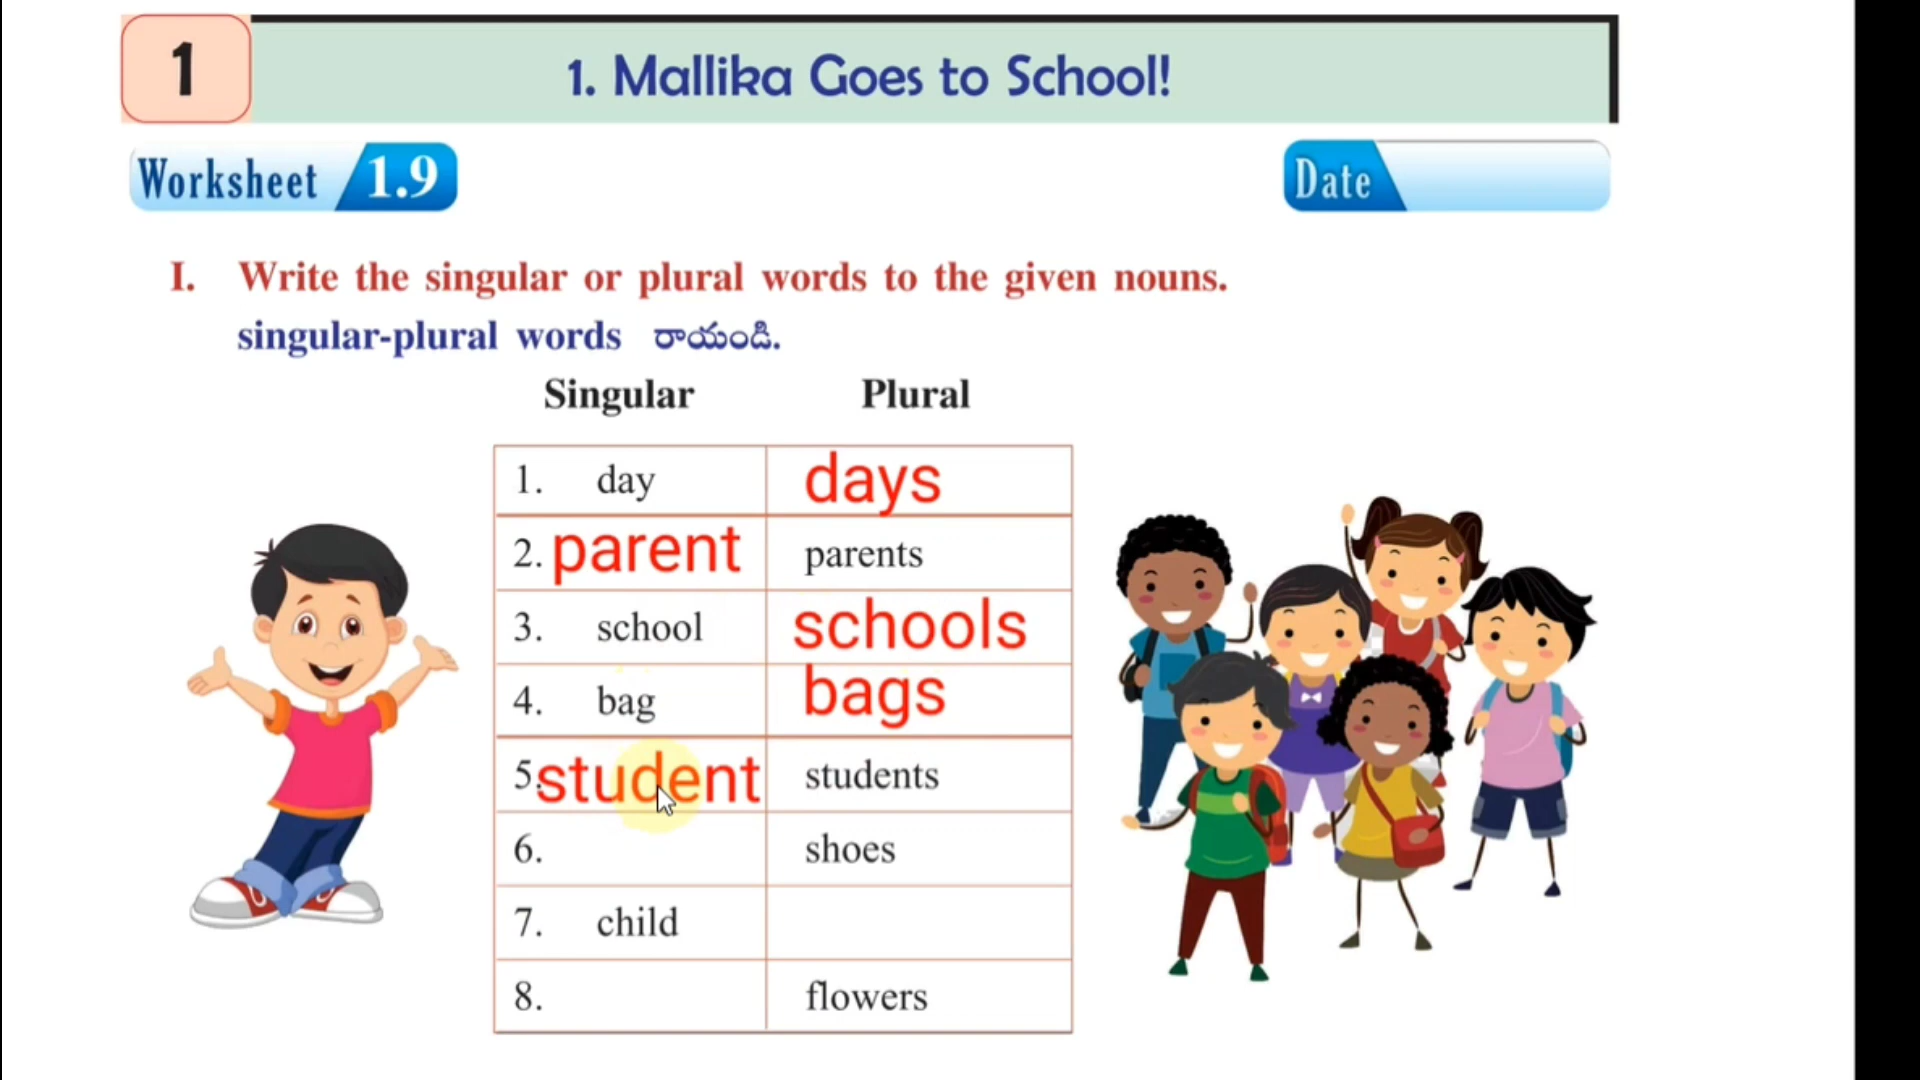 1
1. Mallika Goes to School!
Worksheet 1.9
Date
I. Write the singular or plural words to the given nouns.
singular-plural words రాయండి.
Singular Plural
1. day days
2. parent parents
3. school schools
4. bag bags
5. student students
6. shoes
7. child
8. flowers